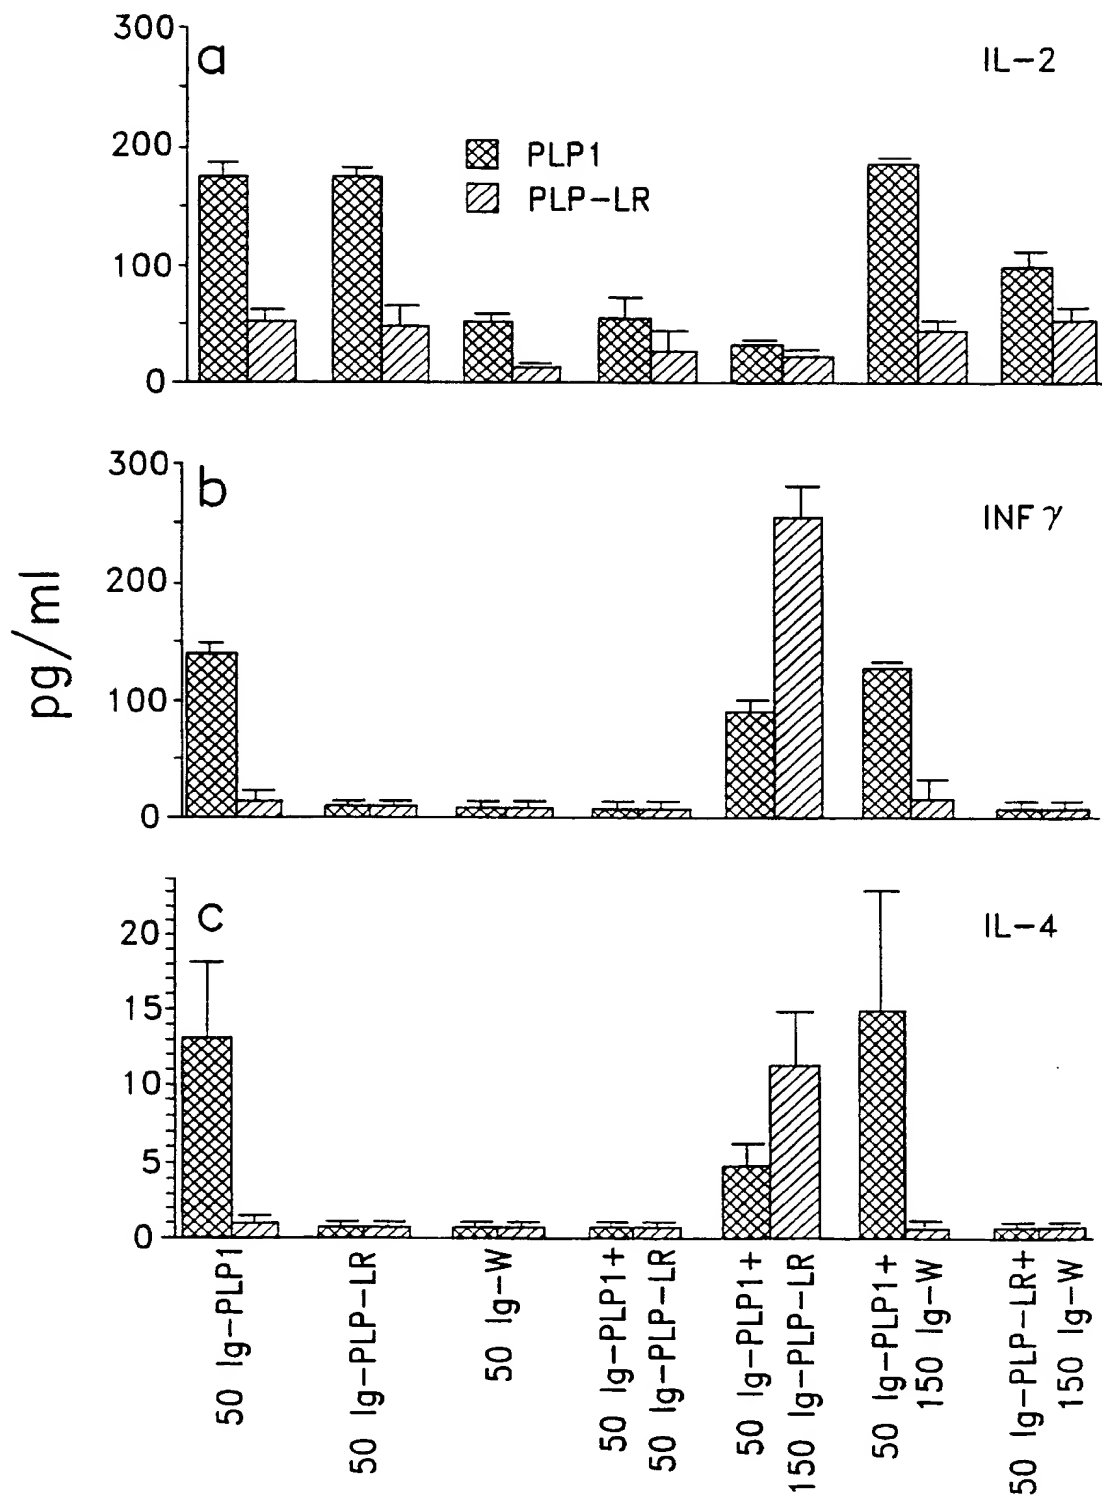 300
a
IL-2
200
PLP1
PLP-LR
100
0
300
b
INF γ
200
100
0
pg/ml
c
IL-4
20
15
10
5
0
50 Ig-PLP1
50 Ig-PLP-LR
50 Ig-W
50 Ig-PLP1+
50 Ig-PLP-LR
50 Ig-PLP1+
150 Ig-PLP-LR
50 Ig-PLP1+
150 Ig-W
50 Ig-PLP-LR+
150 Ig-W